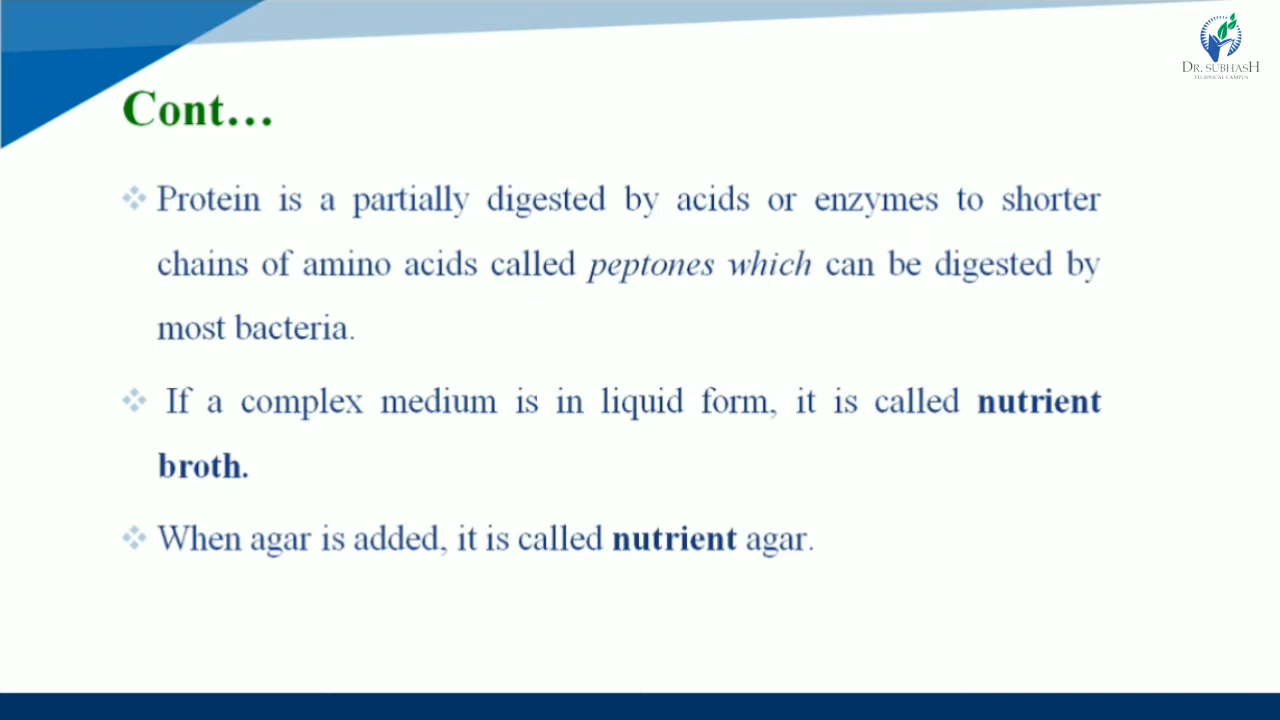 DR. SUBHASH
TECHNICAL CAMPUS
Cont…
Protein is a partially digested by acids or enzymes to shorter
chains of amino acids called peptones which can be digested by
most bacteria.
If a complex medium is in liquid form, it is called nutrient
broth.
When agar is added, it is called nutrient agar.